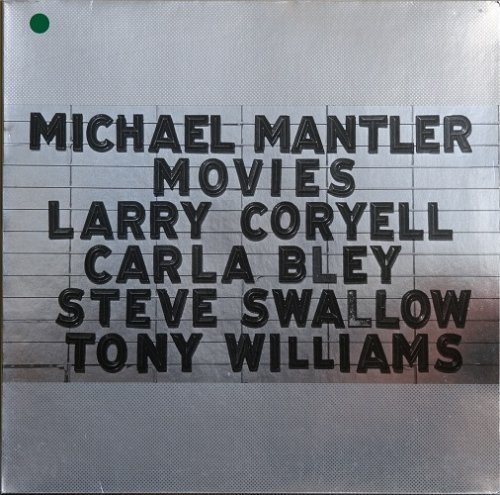 MICHAEL MANTLER
MOVIES
LARRY CORYELL
CARLA BLEY
STEVE SWALLOW
TONY WILLIAMS